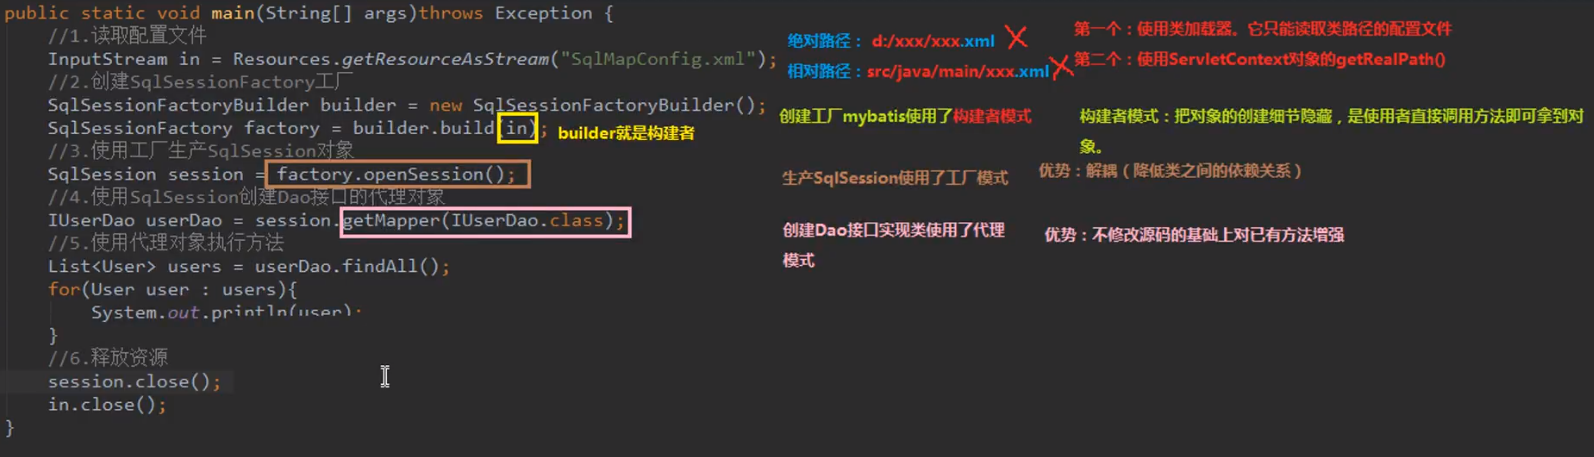 public static void main(String[] args)throws Exception {
//1.读取配置文件
InputStream in = Resources.getResourceAsStream("SqlMapConfig.xml");
//2.创建SqlSessionFactory工厂
SqlSessionFactoryBuilder builder = new SqlSessionFactoryBuilder();
SqlSessionFactory factory = builder.build(in);
builder就是构建者
//3.使用工厂生产SqlSession对象
SqlSession session = factory.openSession();
//4.使用SqlSession创建Dao接口的代理对象
IUserDao userDao = session.getMapper(IUserDao.class);
//5.使用代理对象执行方法
List<User> users = userDao.findAll();
for(User user : users){
System.out.println(user);
}
//6.释放资源
session.close();
in.close();
}
绝对路径： d:/xxx/xxx.xml
相对路径：src/java/main/xxx.xml
第一个：使用类加载器。它只能读取类路径的配置文件
第二个：使用ServletContext对象的getRealPath()
创建工厂mybatis使用了构建者模式
构建者模式：把对象的创建细节隐藏，是使用者直接调用方法即可拿到对
象。
生产SqlSession使用了工厂模式
优势：解耦（降低类之间的依赖关系）
创建Dao接口实现类使用了代理
模式
优势：不修改源码的基础上对已有方法增强